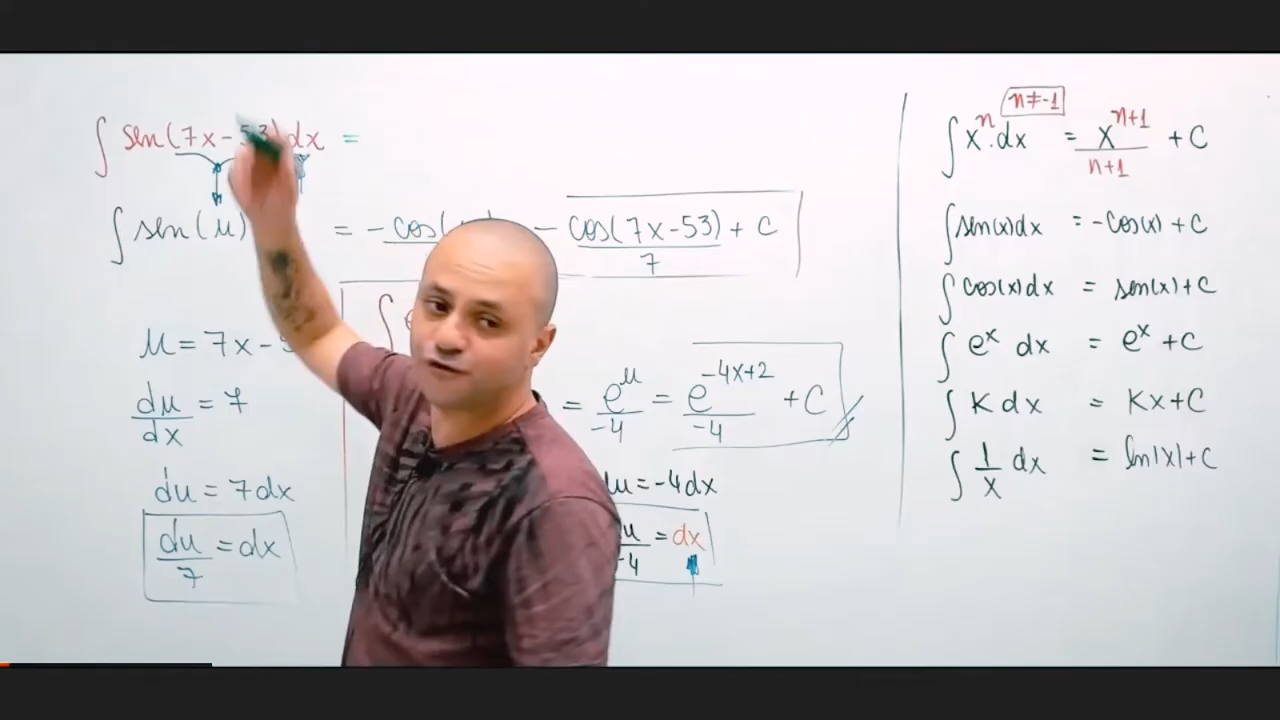 ∫ sen(7x-53)dx =
∫ sen(u) = -cos( - cos(7x-53) + C
7
u = 7x-5
du = 7
dx
du = 7dx
du = dx
7
∫ e
= e^u = e^(-4x+2) + C
-4 -4
u = -4dx
u = dx
-4
n≠-1
∫ x^n.dx = x^(n+1) + C
n+1
∫ sen(x)dx = -cos(x) + C
∫ cos(x)dx = sen(x) + C
∫ e^x dx = e^x + C
∫ K dx = Kx + C
∫ 1 dx = ln|x| + C
x